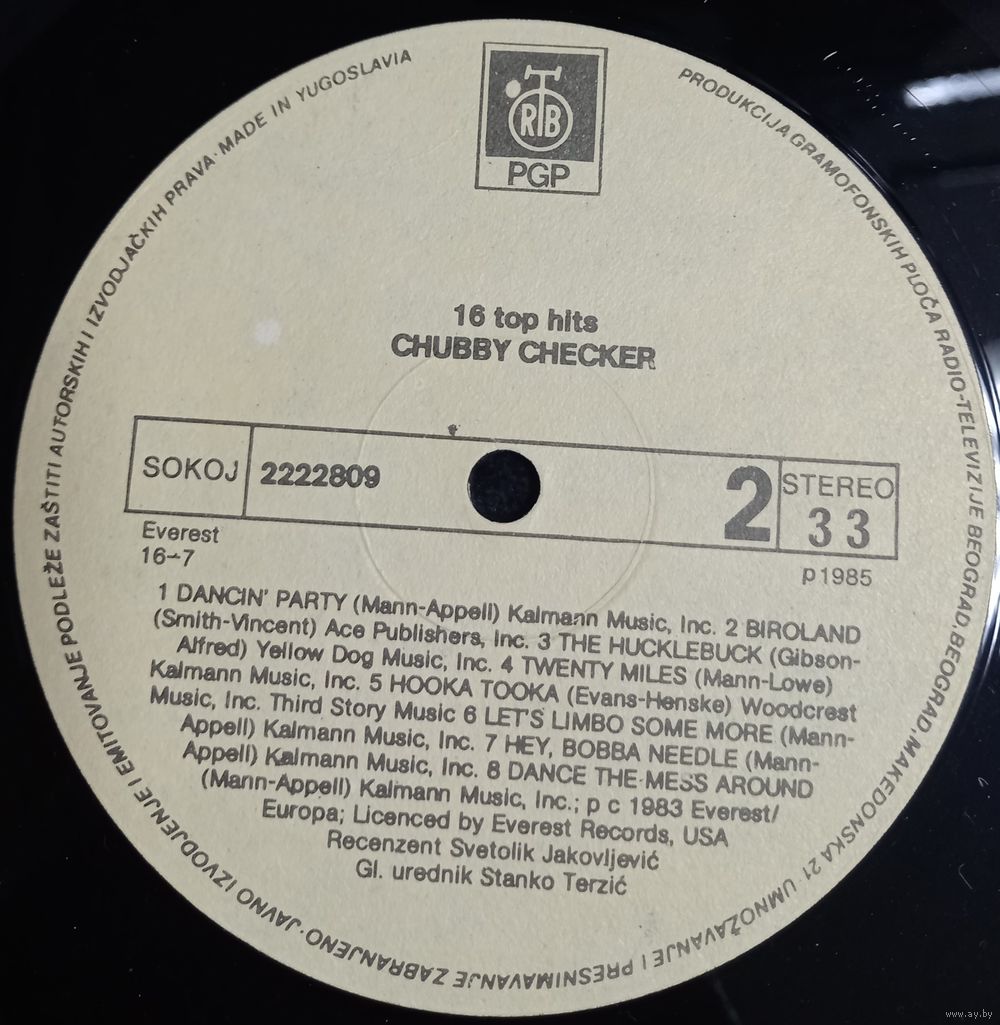 PRODUKCIJA GRAMOFONSKIH PLOČA RADIO-TELEVIZIJE BEOGRAD, BEOGRAD, MAKEDONSKA 21 · UMNOŽAVANJE I PRESNIMAVANJE ZABRANJENO · JAVNO IZVODJENJE I EMITOVANJE PODLEŽE ZAŠTITI AUTORSKIH I IZVODJAČKIH PRAVA · MADE IN YUGOSLAVIA
RTB
PGP
16 top hits
CHUBBY CHECKER
SOKOJ
2222809
2
STEREO
33
Everest
16-7
p1985
1 DANCIN' PARTY (Mann-Appell) Kalmann Music, Inc. 2 BIROLAND
(Smith-Vincent) Ace Publishers, Inc. 3 THE HUCKLEBUCK (Gibson-
Alfred) Yellow Dog Music, Inc. 4 TWENTY MILES (Mann-Lowe)
Kalmann Music, Inc. 5 HOOKA TOOKA (Evans-Henske) Woodcrest
Music, Inc. Third Story Music 6 LET'S LIMBO SOME MORE (Mann-
Appell) Kalmann Music, Inc. 7 HEY, BOBBA NEEDLE (Mann-
Appell) Kalmann Music, Inc. 8 DANCE THE MESS AROUND
(Mann-Appell) Kalmann Music, Inc.; p c 1983 Everest/
Europa; Licenced by Everest Records, USA
Recenzent Svetolik Jakovljević
Gl. urednik Stanko Terzić
www.ay.by